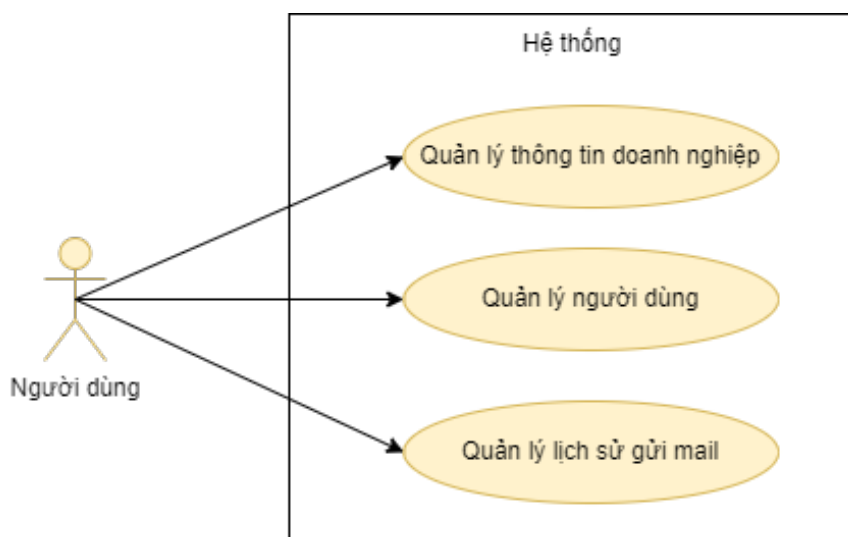 Hệ thống
Quản lý thông tin doanh nghiệp
Quản lý người dùng
Người dùng
Quản lý lịch sử gửi mail